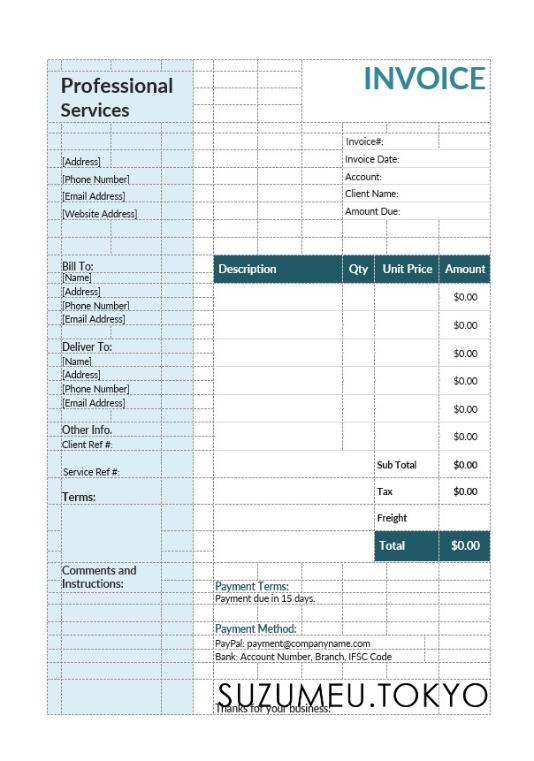 Professional
Services
INVOICE
Invoice#:
[Address]
Invoice Date:
[Phone Number]
Account:
[Email Address]
Client Name:
[Website Address]
Amount Due:
Bill To:
[Name]
[Address]
[Phone Number]
[Email Address]
Deliver To:
[Name]
[Address]
[Phone Number]
[Email Address]
Other Info.
Client Ref #:
Service Ref #:
Terms:
Comments and
Instructions:
Description Qty Unit Price Amount
$0.00
$0.00
$0.00
$0.00
$0.00
$0.00
Sub Total $0.00
Tax $0.00
Freight
Total $0.00
Payment Terms:
Payment due in 15 days.
Payment Method:
PayPal: payment@companyname.com
Bank: Account Number, Branch, IFSC Code
SUZUMEU.TOKYO
Thanks for your business.